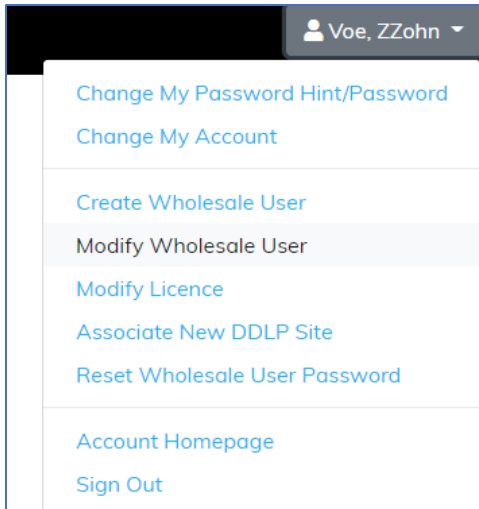 Voe, ZZohn
Change My Password Hint/Password
Change My Account
Create Wholesale User
Modify Wholesale User
Modify Licence
Associate New DDLP Site
Reset Wholesale User Password
Account Homepage
Sign Out